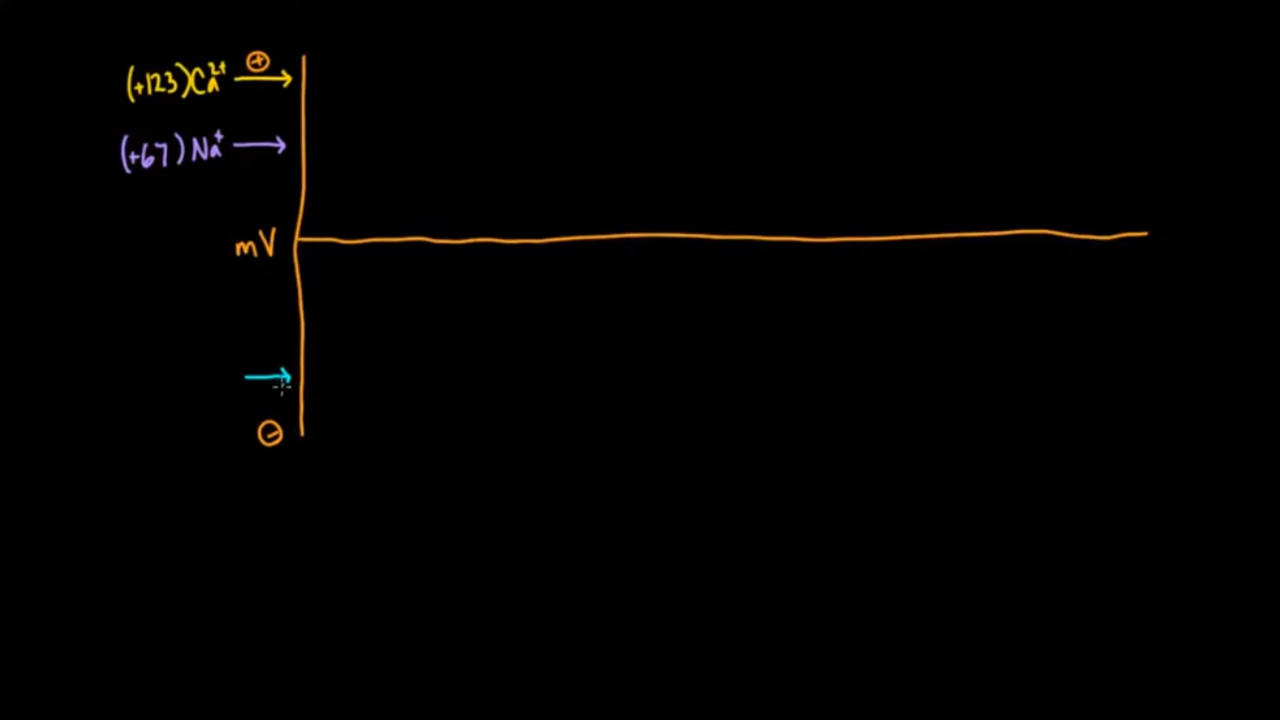 (+123)Ca²⁺ +
(+67) Na⁺
mV
-